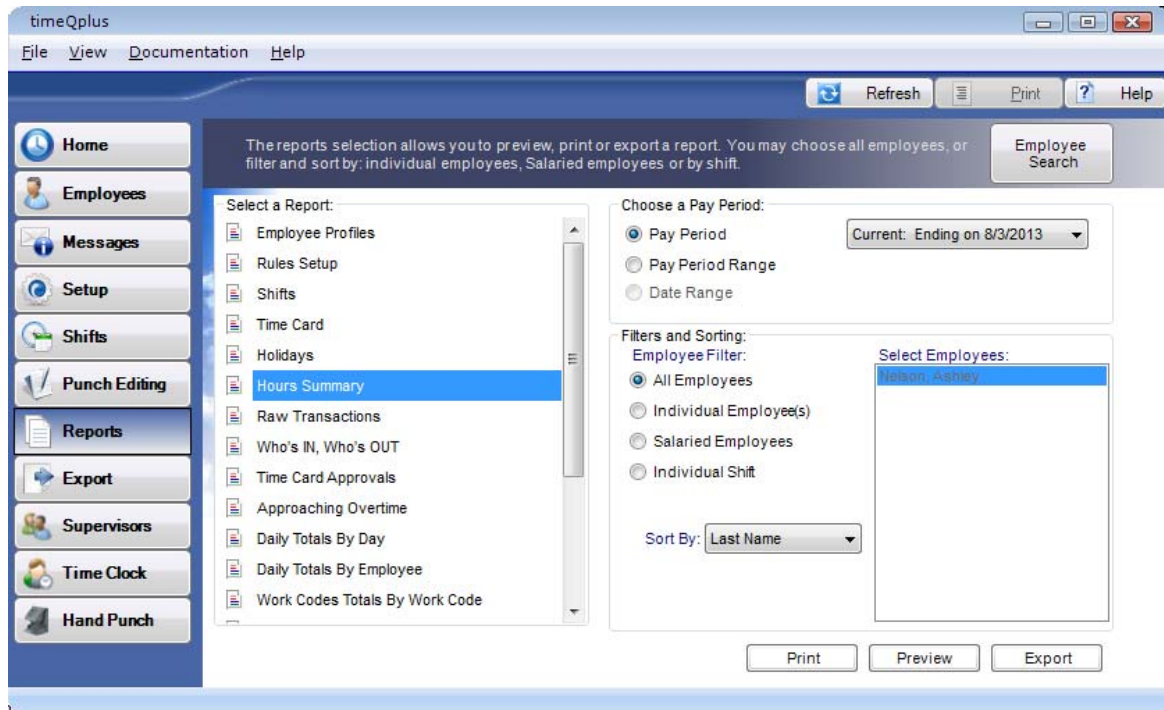 timeQplus
File View Documentation Help
Refresh Print Help
Home
Employees
Messages
Setup
Shifts
Punch Editing
Reports
Export
Supervisors
Time Clock
Hand Punch
The reports selection allows you to preview, print or export a report. You may choose all employees, or
filter and sort by: individual employees, Salaried employees or by shift.
Employee
Search
Select a Report:
Employee Profiles
Rules Setup
Shifts
Time Card
Holidays
Hours Summary
Raw Transactions
Who's IN, Who's OUT
Time Card Approvals
Approaching Overtime
Daily Totals By Day
Daily Totals By Employee
Work Codes Totals By Work Code
Choose a Pay Period:
Pay Period
Current: Ending on 8/3/2013
Pay Period Range
Date Range
Filters and Sorting:
Employee Filter:
All Employees
Individual Employee(s)
Salaried Employees
Individual Shift
Sort By: Last Name
Select Employees:
Nelson, Ashley
Print Preview Export